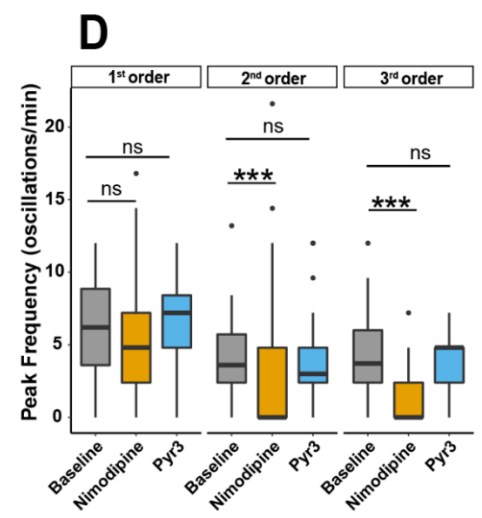 D
1st order
2nd order
3rd order
Peak Frequency (oscillations/min)
20
15
10
5
0
ns
ns
ns
***
ns
***
Baseline
Nimodipine
Pyr3
Baseline
Nimodipine
Pyr3
Baseline
Nimodipine
Pyr3